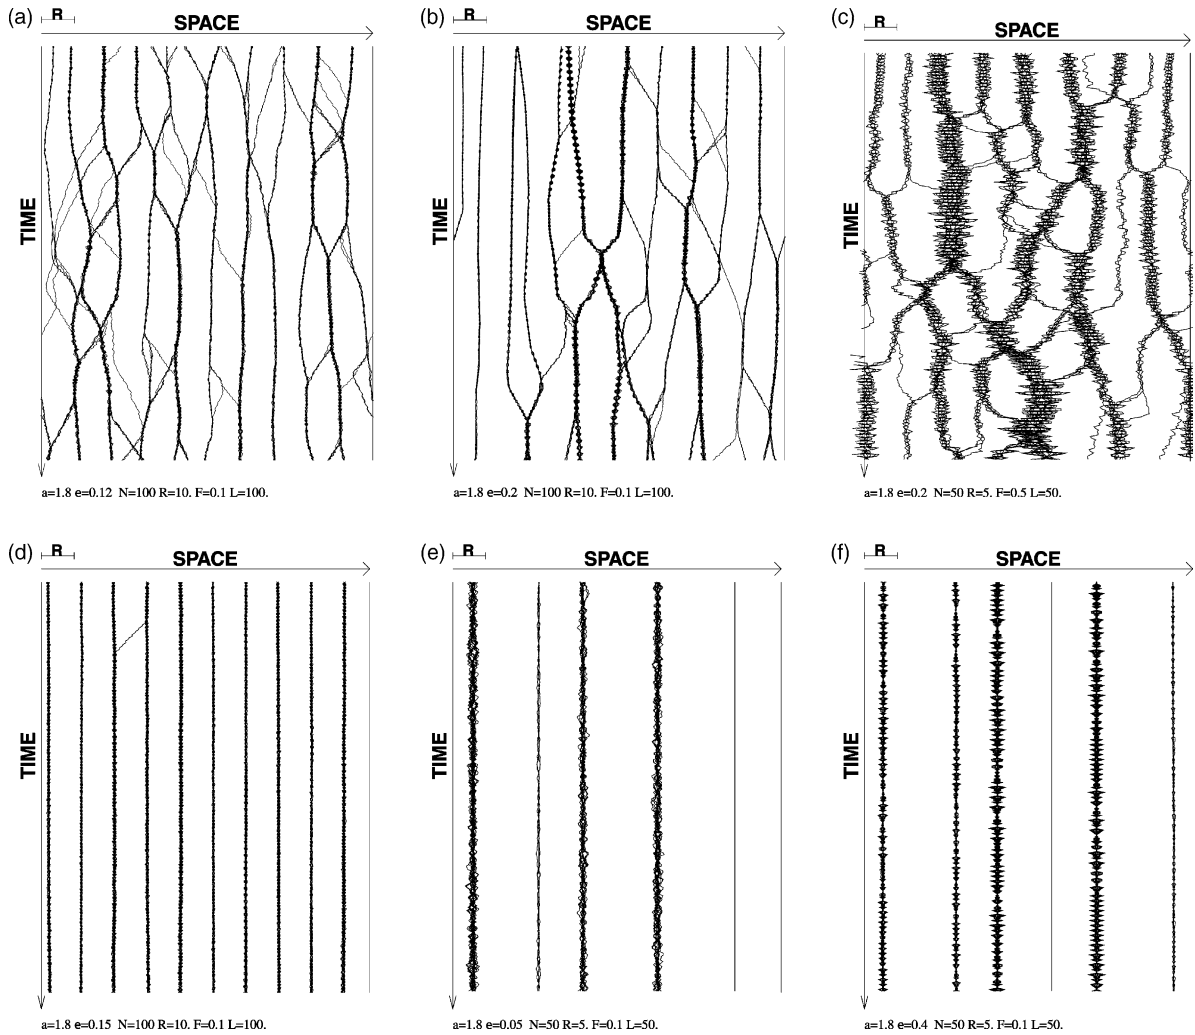 (a) R SPACE
TIME
a=1.8 e=0.12 N=100 R=10. F=0.1 L=100.
(b) R SPACE
TIME
a=1.8 e=0.2 N=100 R=10. F=0.1 L=100.
(c) R SPACE
TIME
a=1.8 e=0.2 N=50 R=5. F=0.5 L=50.
(d) R SPACE
TIME
a=1.8 e=0.15 N=100 R=10. F=0.1 L=100.
(e) R SPACE
TIME
a=1.8 e=0.05 N=50 R=5. F=0.1 L=50.
(f) R SPACE
TIME
a=1.8 e=0.4 N=50 R=5. F=0.1 L=50.